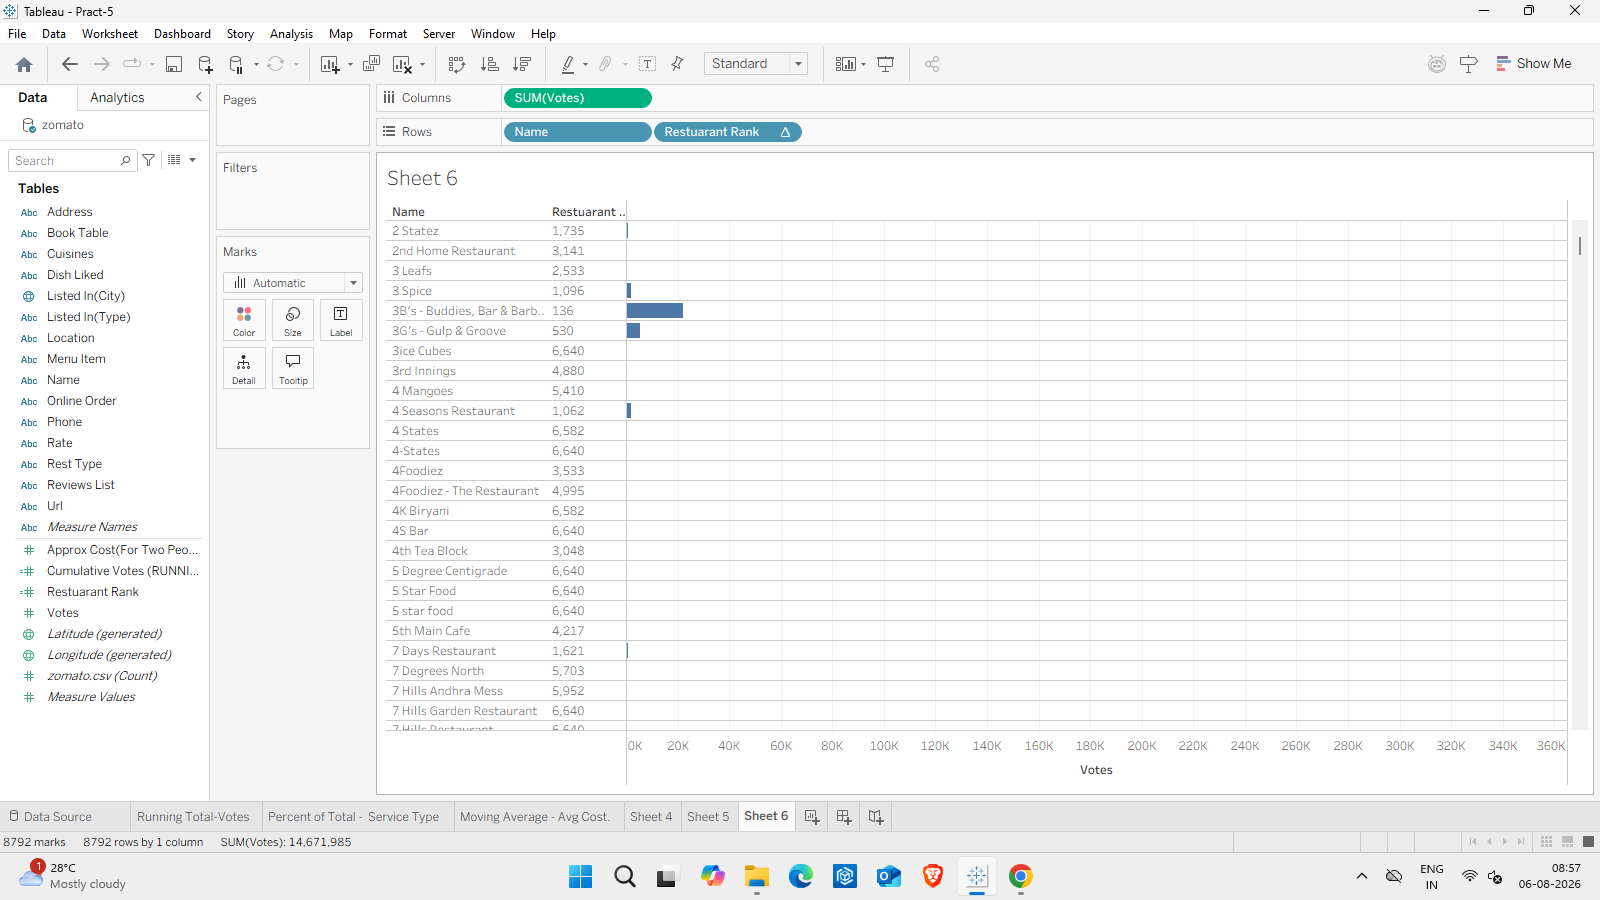 Tableau - Pract-5
File Data Worksheet Dashboard Story Analysis Map Format Server Window Help
Standard
Show Me
Data Analytics
zomato
Search
Tables
Abc Address
Abc Book Table
Abc Cuisines
Abc Dish Liked
Listed In(City)
Abc Listed In(Type)
Abc Location
Abc Menu Item
Abc Name
Abc Online Order
Abc Phone
Abc Rate
Abc Rest Type
Abc Reviews List
Abc Url
Abc Measure Names
# Approx Cost(For Two Peo...
=# Cumulative Votes (RUNNI...
=# Restuarant Rank
# Votes
Latitude (generated)
Longitude (generated)
# zomato.csv (Count)
# Measure Values
Pages
Filters
Marks
Automatic
Color Size Label
Detail Tooltip
Columns SUM(Votes)
Rows Name Restuarant Rank Δ
Sheet 6
Name Restuarant ..
2 Statez 1,735
2nd Home Restaurant 3,141
3 Leafs 2,533
3 Spice 1,096
3B's - Buddies, Bar & Barb.. 136
3G's - Gulp & Groove 530
3ice Cubes 6,640
3rd Innings 4,880
4 Mangoes 5,410
4 Seasons Restaurant 1,062
4 States 6,582
4-States 6,640
4Foodiez 3,533
4Foodiez - The Restaurant 4,995
4K Biryani 6,582
4S Bar 6,640
4th Tea Block 3,048
5 Degree Centigrade 6,640
5 Star Food 6,640
5 star food 6,640
5th Main Cafe 4,217
7 Days Restaurant 1,621
7 Degrees North 5,703
7 Hills Andhra Mess 5,952
7 Hills Garden Restaurant 6,640
7 Hills Restaurant 6,640
0K 20K 40K 60K 80K 100K 120K 140K 160K 180K 200K 220K 240K 260K 280K 300K 320K 340K 360K
Votes
Data Source Running Total-Votes Percent of Total - Service Type Moving Average - Avg Cost. Sheet 4 Sheet 5 Sheet 6
8792 marks 8792 rows by 1 column SUM(Votes): 14,671,985
1
28°C
Mostly cloudy
ENG
IN
08:57
06-08-2026